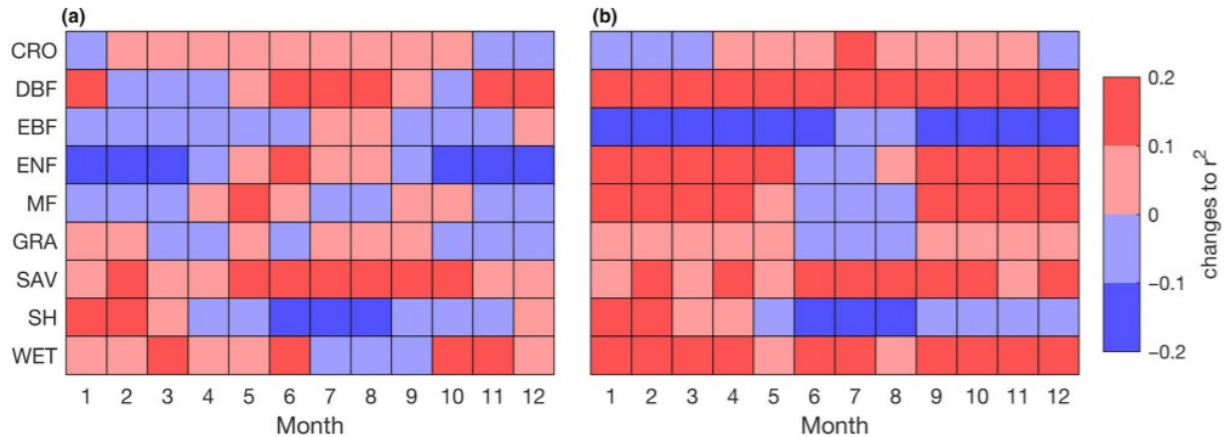 (a) (b)
CRO
DBF
EBF
ENF
MF
GRA
SAV
SH
WET
1 2 3 4 5 6 7 8 9 10 11 12
Month
1 2 3 4 5 6 7 8 9 10 11 12
Month
0.2
0.1
0
−0.1
−0.2
changes to r²